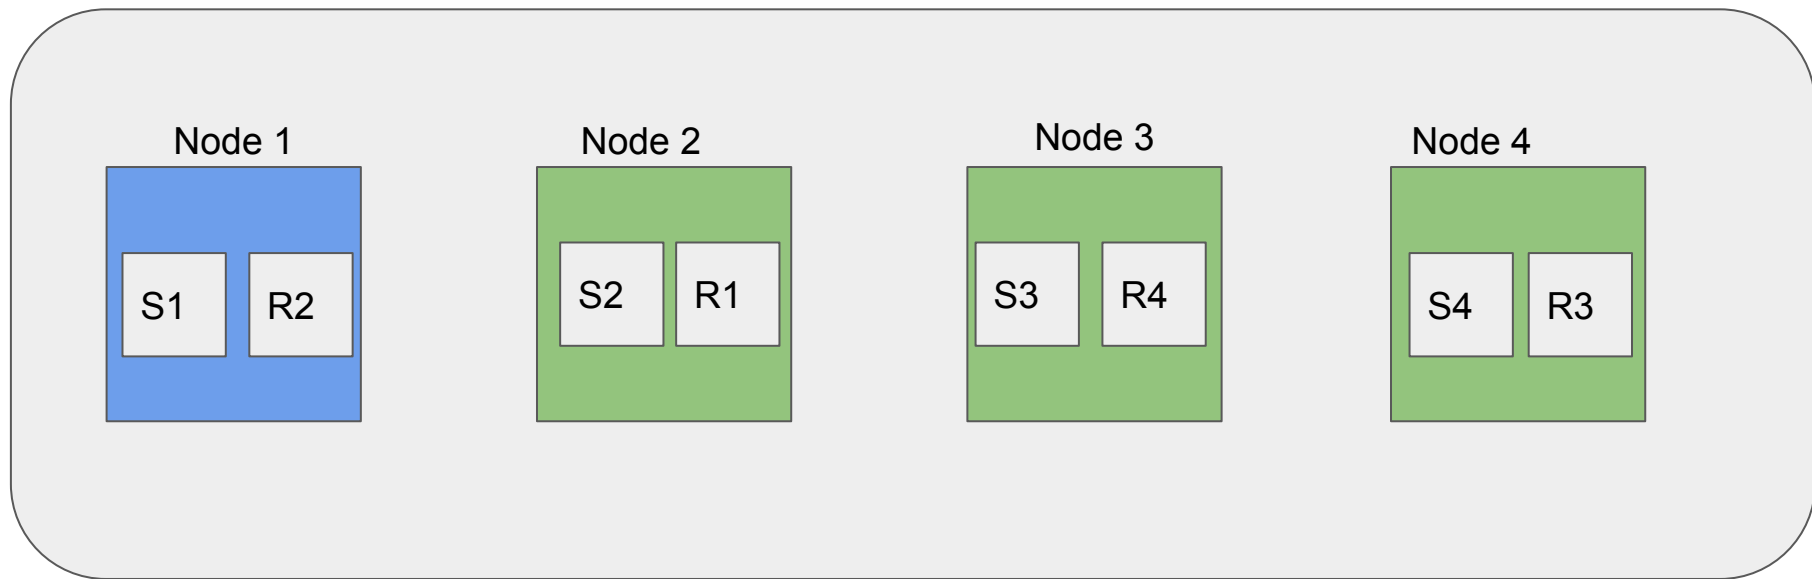 Node 1
Node 2
Node 3
Node 4
S1
R2
S2
R1
S3
R4
S4
R3